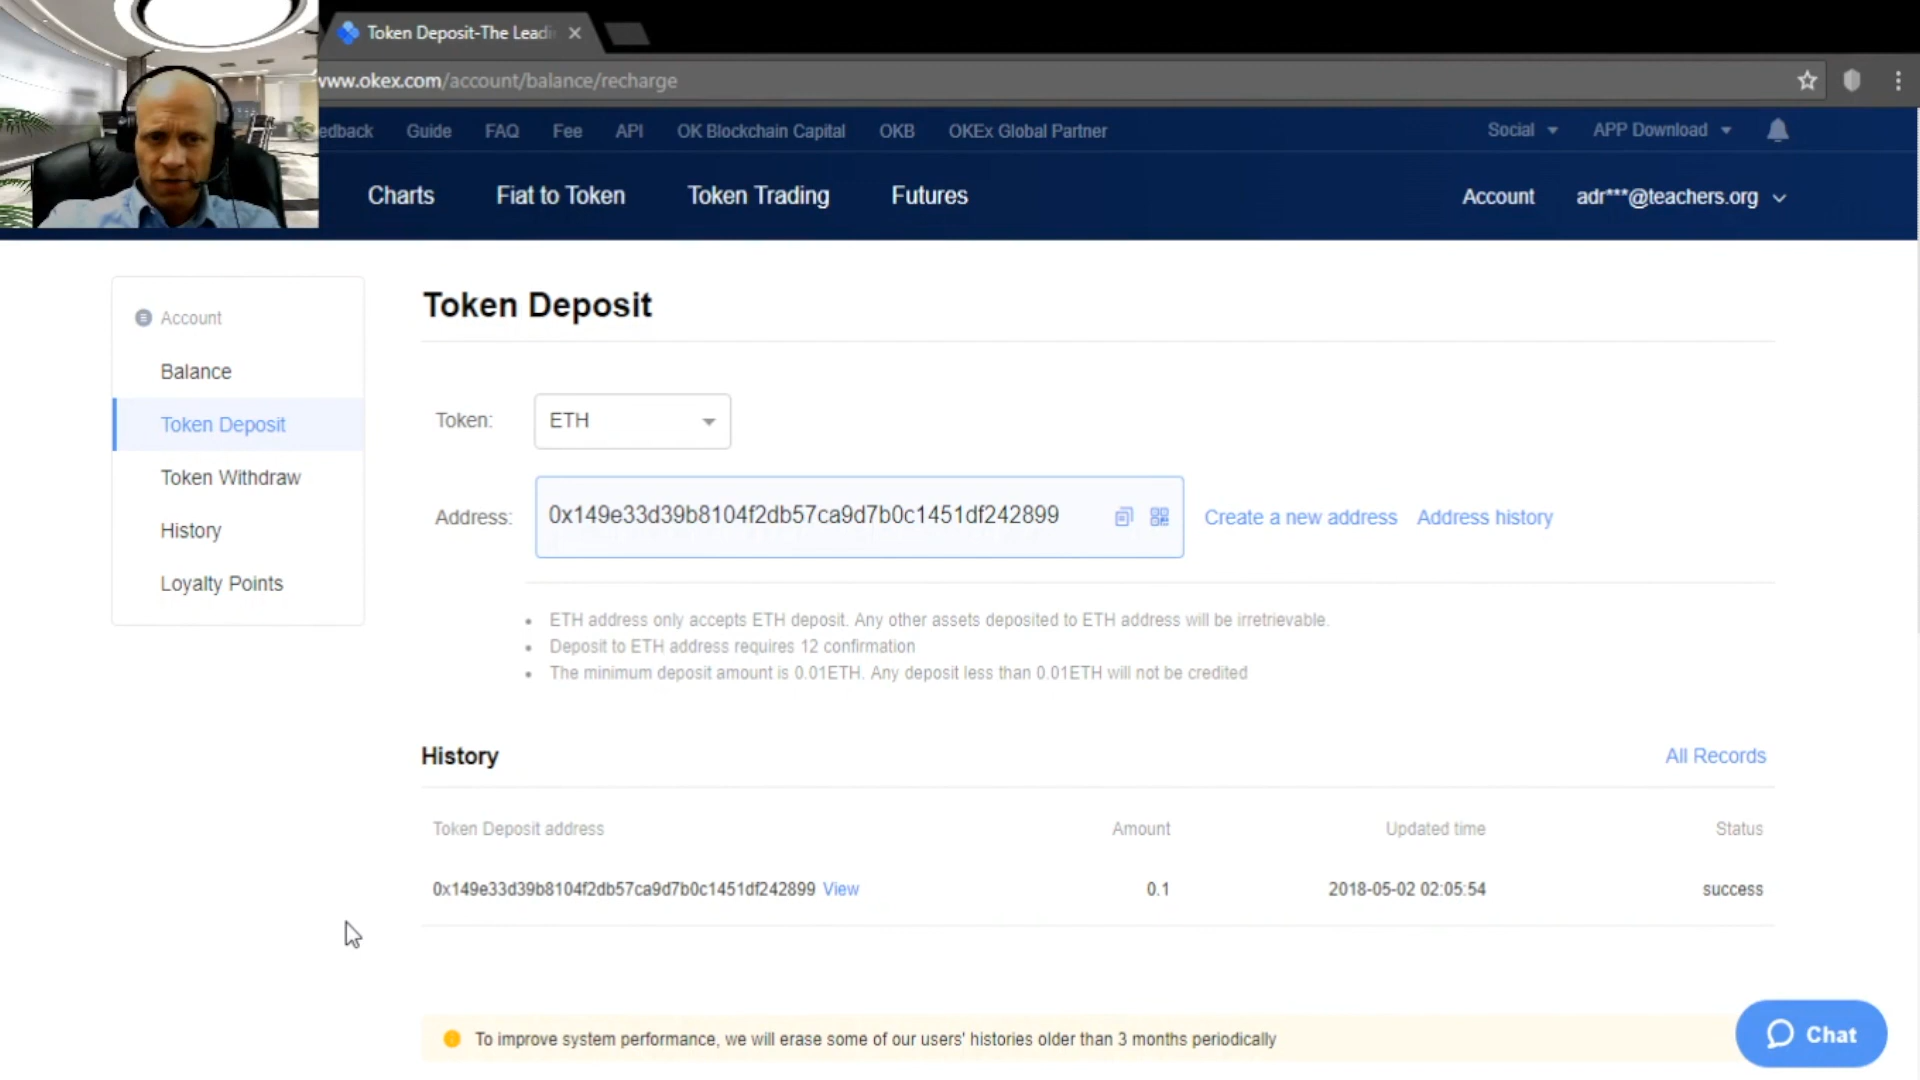 Token Deposit-The Leadi
www.okex.com/account/balance/recharge
edback Guide FAQ Fee API OK Blockchain Capital OKB OKEx Global Partner Social APP Download
Charts Fiat to Token Token Trading Futures Account adr***@teachers.org
Account
Balance
Token Deposit
Token Withdraw
History
Loyalty Points
Token Deposit
Token: ETH
Address: 0x149e33d39b8104f2db57ca9d7b0c1451df242899 Create a new address Address history
ETH address only accepts ETH deposit. Any other assets deposited to ETH address will be irretrievable.
Deposit to ETH address requires 12 confirmation
The minimum deposit amount is 0.01ETH. Any deposit less than 0.01ETH will not be credited
History All Records
Token Deposit address Amount Updated time Status
0x149e33d39b8104f2db57ca9d7b0c1451df242899 View 0.1 2018-05-02 02:05:54 success
To improve system performance, we will erase some of our users' histories older than 3 months periodically
Chat